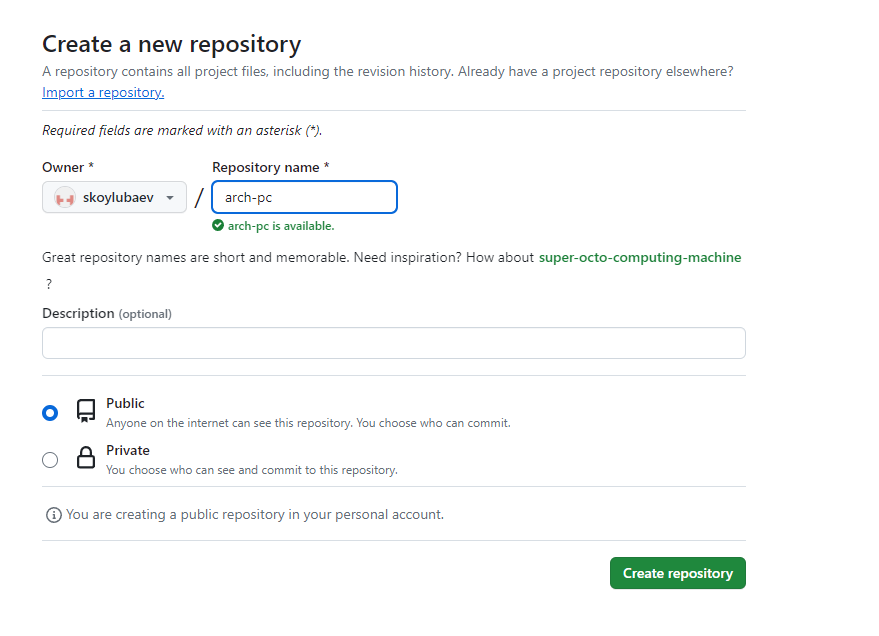 Create a new repository
A repository contains all project files, including the revision history. Already have a project repository elsewhere?
Import a repository.
Required fields are marked with an asterisk (*).
Owner *
Repository name *
skoylubaev
/
arch-pc
arch-pc is available.
Great repository names are short and memorable. Need inspiration? How about super-octo-computing-machine
?
Description (optional)
Public
Anyone on the internet can see this repository. You choose who can commit.
Private
You choose who can see and commit to this repository.
You are creating a public repository in your personal account.
Create repository